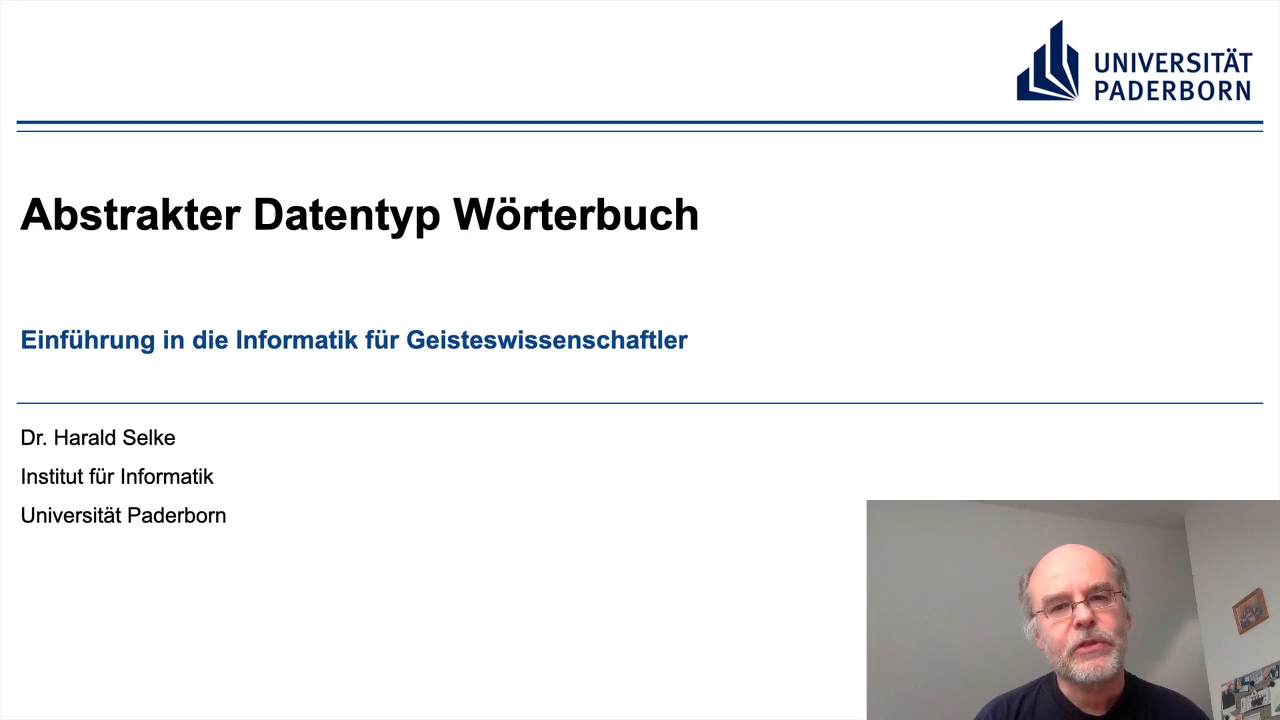 UNIVERSITÄT
PADERBORN
Abstrakter Datentyp Wörterbuch
Einführung in die Informatik für Geisteswissenschaftler
Dr. Harald Selke
Institut für Informatik
Universität Paderborn